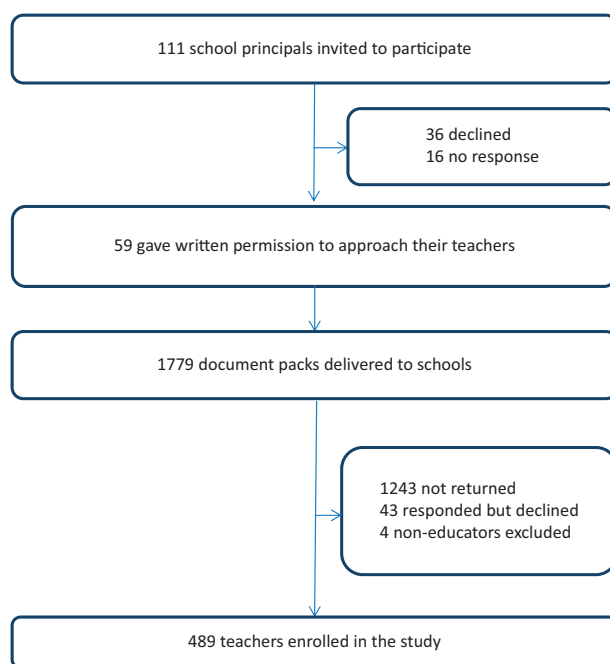 111 school principals invited to participate
36 declined
16 no response
59 gave written permission to approach their teachers
1779 document packs delivered to schools
1243 not returned
43 responded but declined
4 non-educators excluded
489 teachers enrolled in the study